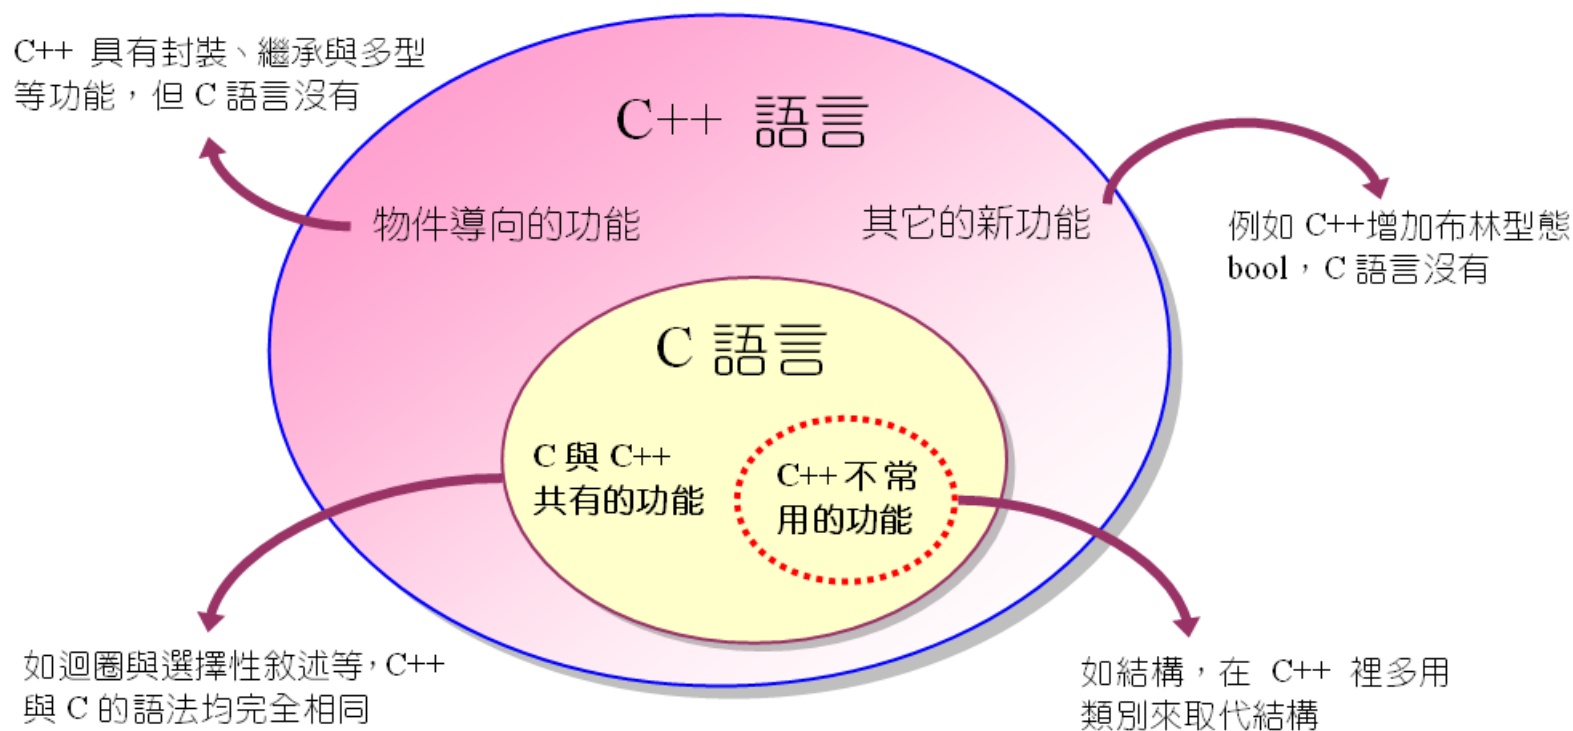 C++ 具有封裝、繼承與多型
等功能，但 C 語言沒有
C++ 語言
物件導向的功能
其它的新功能
例如 C++增加布林型態
bool，C 語言沒有
C 語言
C 與 C++
共有的功能
C++ 不常
用的功能
如迴圈與選擇性敘述等，C++
與 C 的語法均完全相同
如結構，在 C++ 裡多用
類別來取代結構